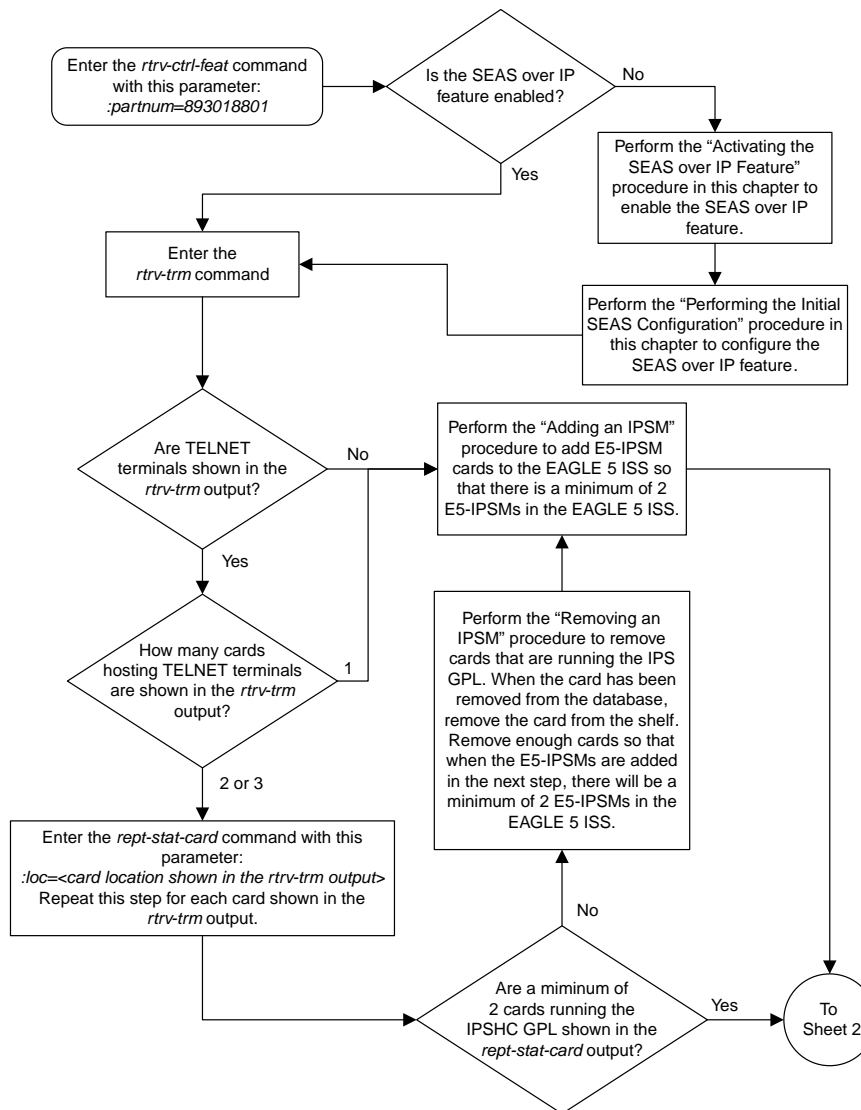 Enter the rtrv-ctrl-feat command
with this parameter:
:partnum=893018801
Is the SEAS over IP
feature enabled?
No
Yes
Perform the “Activating the
SEAS over IP Feature”
procedure in this chapter to
enable the SEAS over IP
feature.
Enter the
rtrv-trm command
Perform the “Performing the Initial
SEAS Configuration” procedure in
this chapter to configure the
SEAS over IP feature.
Are TELNET
terminals shown in the
rtrv-trm output?
No
Yes
Perform the “Adding an IPSM”
procedure to add E5-IPSM
cards to the EAGLE 5 ISS so
that there is a minimum of 2
E5-IPSMs in the EAGLE 5 ISS.
How many cards
hosting TELNET terminals
are shown in the rtrv-trm
output?
1
2 or 3
Perform the “Removing an
IPSM” procedure to remove
cards that are running the IPS
GPL. When the card has been
removed from the database,
remove the card from the shelf.
Remove enough cards so that
when the E5-IPSMs are added
in the next step, there will be a
minimum of 2 E5-IPSMs in the
EAGLE 5 ISS.
Enter the rept-stat-card command with this
parameter:
:loc=<card location shown in the rtrv-trm output>
Repeat this step for each card shown in the
rtrv-trm output.
No
Are a miminum of
2 cards running the
IPSHC GPL shown in the
rept-stat-card output?
Yes
To
Sheet 2